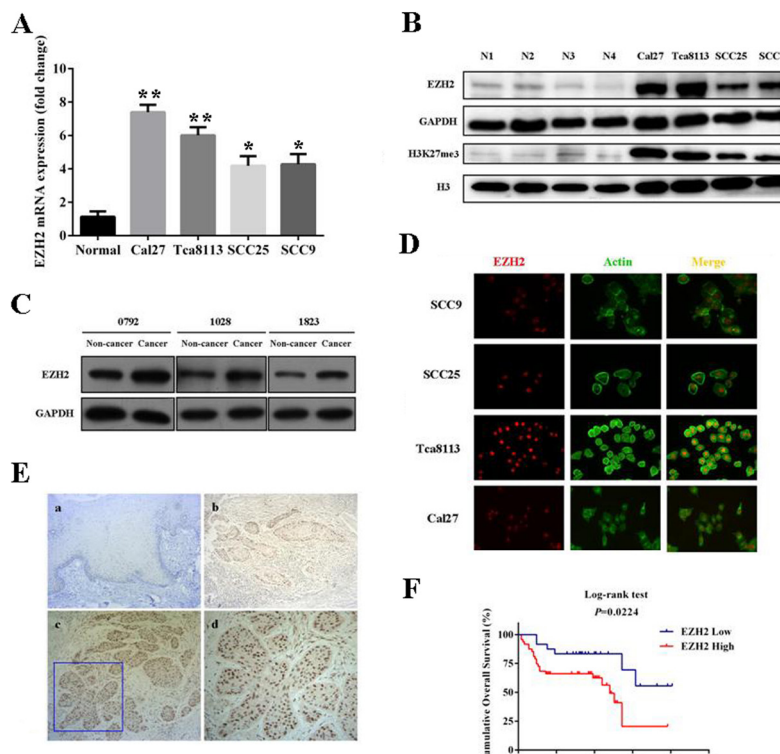 A
EZH2 mRNA expression (fold change)
10
8
6
4
2
0
**
**
*
*
Normal Cal27 Tca8113 SCC25 SCC9
B
N1 N2 N3 N4 Cal27 Tca8113 SCC25 SCC
EZH2
GAPDH
H3K27me3
H3
C
0792 1028 1823
Non-cancer Cancer Non-cancer Cancer Non-cancer Cancer
EZH2
GAPDH
D
EZH2 Actin Merge
SCC9
SCC25
Tca8113
Cal27
E
a
b
c
d
F
Log-rank test
P=0.0224
umulative Overall Survival (%)
100
75
50
25
EZH2 Low
EZH2 High